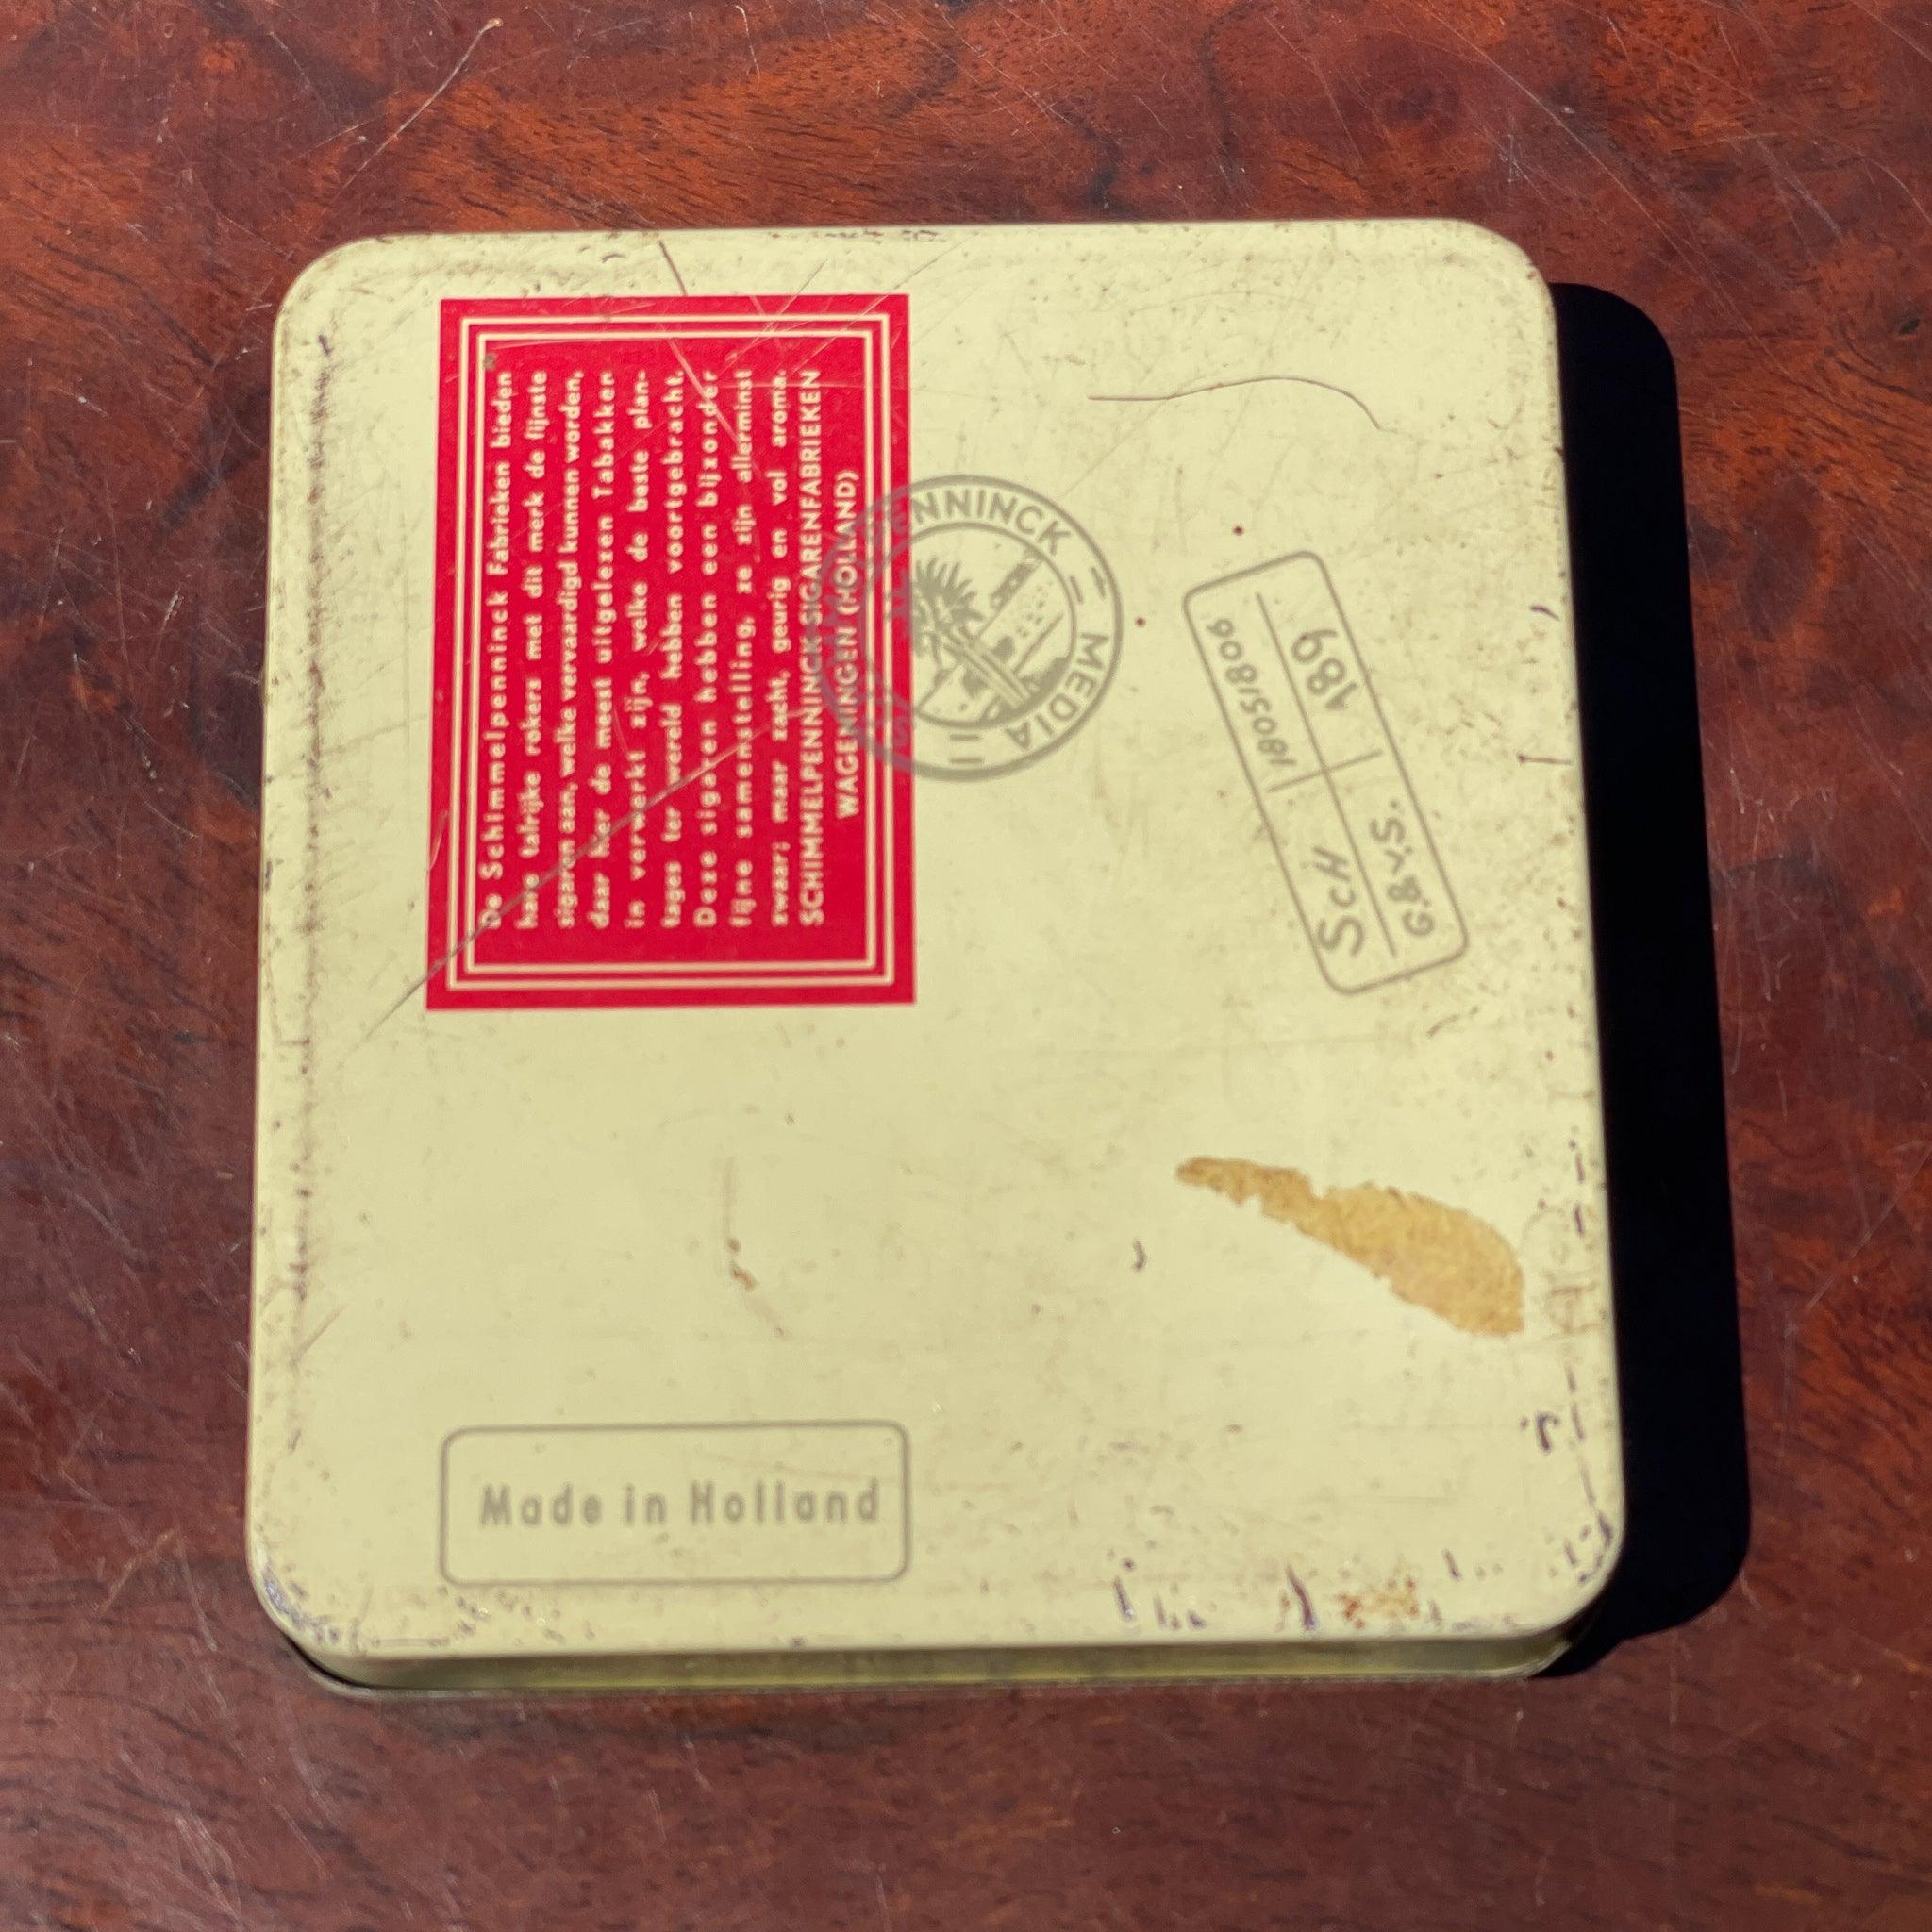 De Schimmelpenninck Fabrieken bieden
hare talrijke rokers met dit merk de fijnste
sigaren aan, welke vervaardigd kunnen worden,
daar hier de meest uitgelezen Tabakken
in verwerkt zijn, welke de beste plan-
tages ter wereld hebben voortgebracht.
Deze sigaren hebben een bijzonder
fijne samenstelling, ze zijn allerminst
zwaar; maar zacht, geurig en vol aroma.
SCHIMMELPENNINCK SIGARENFABRIEKEN
WAGENINGEN (HOLLAND)
= MEDIA =
18051806
Sch 189
G.&v.S.
Made in Holland